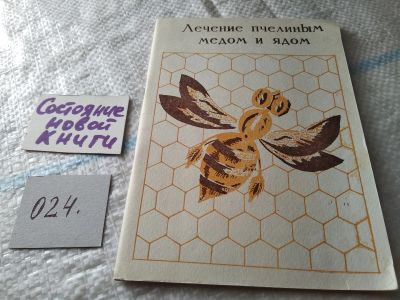 Лечение пчелиным
медом и ядом
Состояние
новой
книги
024.